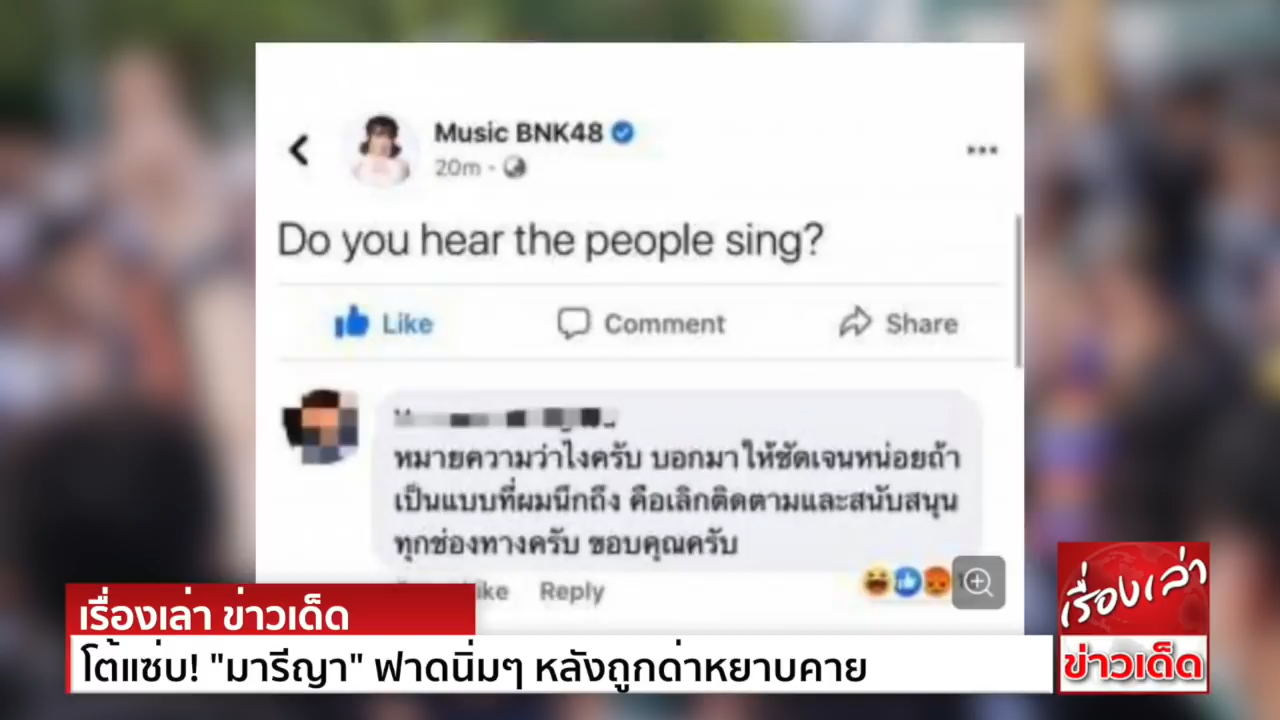 Music BNK48
20m
Do you hear the people sing?
Like
Comment
Share
หมายความว่าไงครับ บอกมาให้ชัดเจนหน่อยถ้า
เป็นแบบที่ผมนึกถึง คือเลิกติดตามและสนับสนุน
ทุกช่องทางครับ ขอบคุณครับ
Reply
เรื่องเล่า ข่าวเด็ด
โต้แซ่บ! "มารีญา" ฟาดนิ่มๆ หลังถูกด่าหยาบคาย
เรื่องเล่า
ข่าวเด็ด